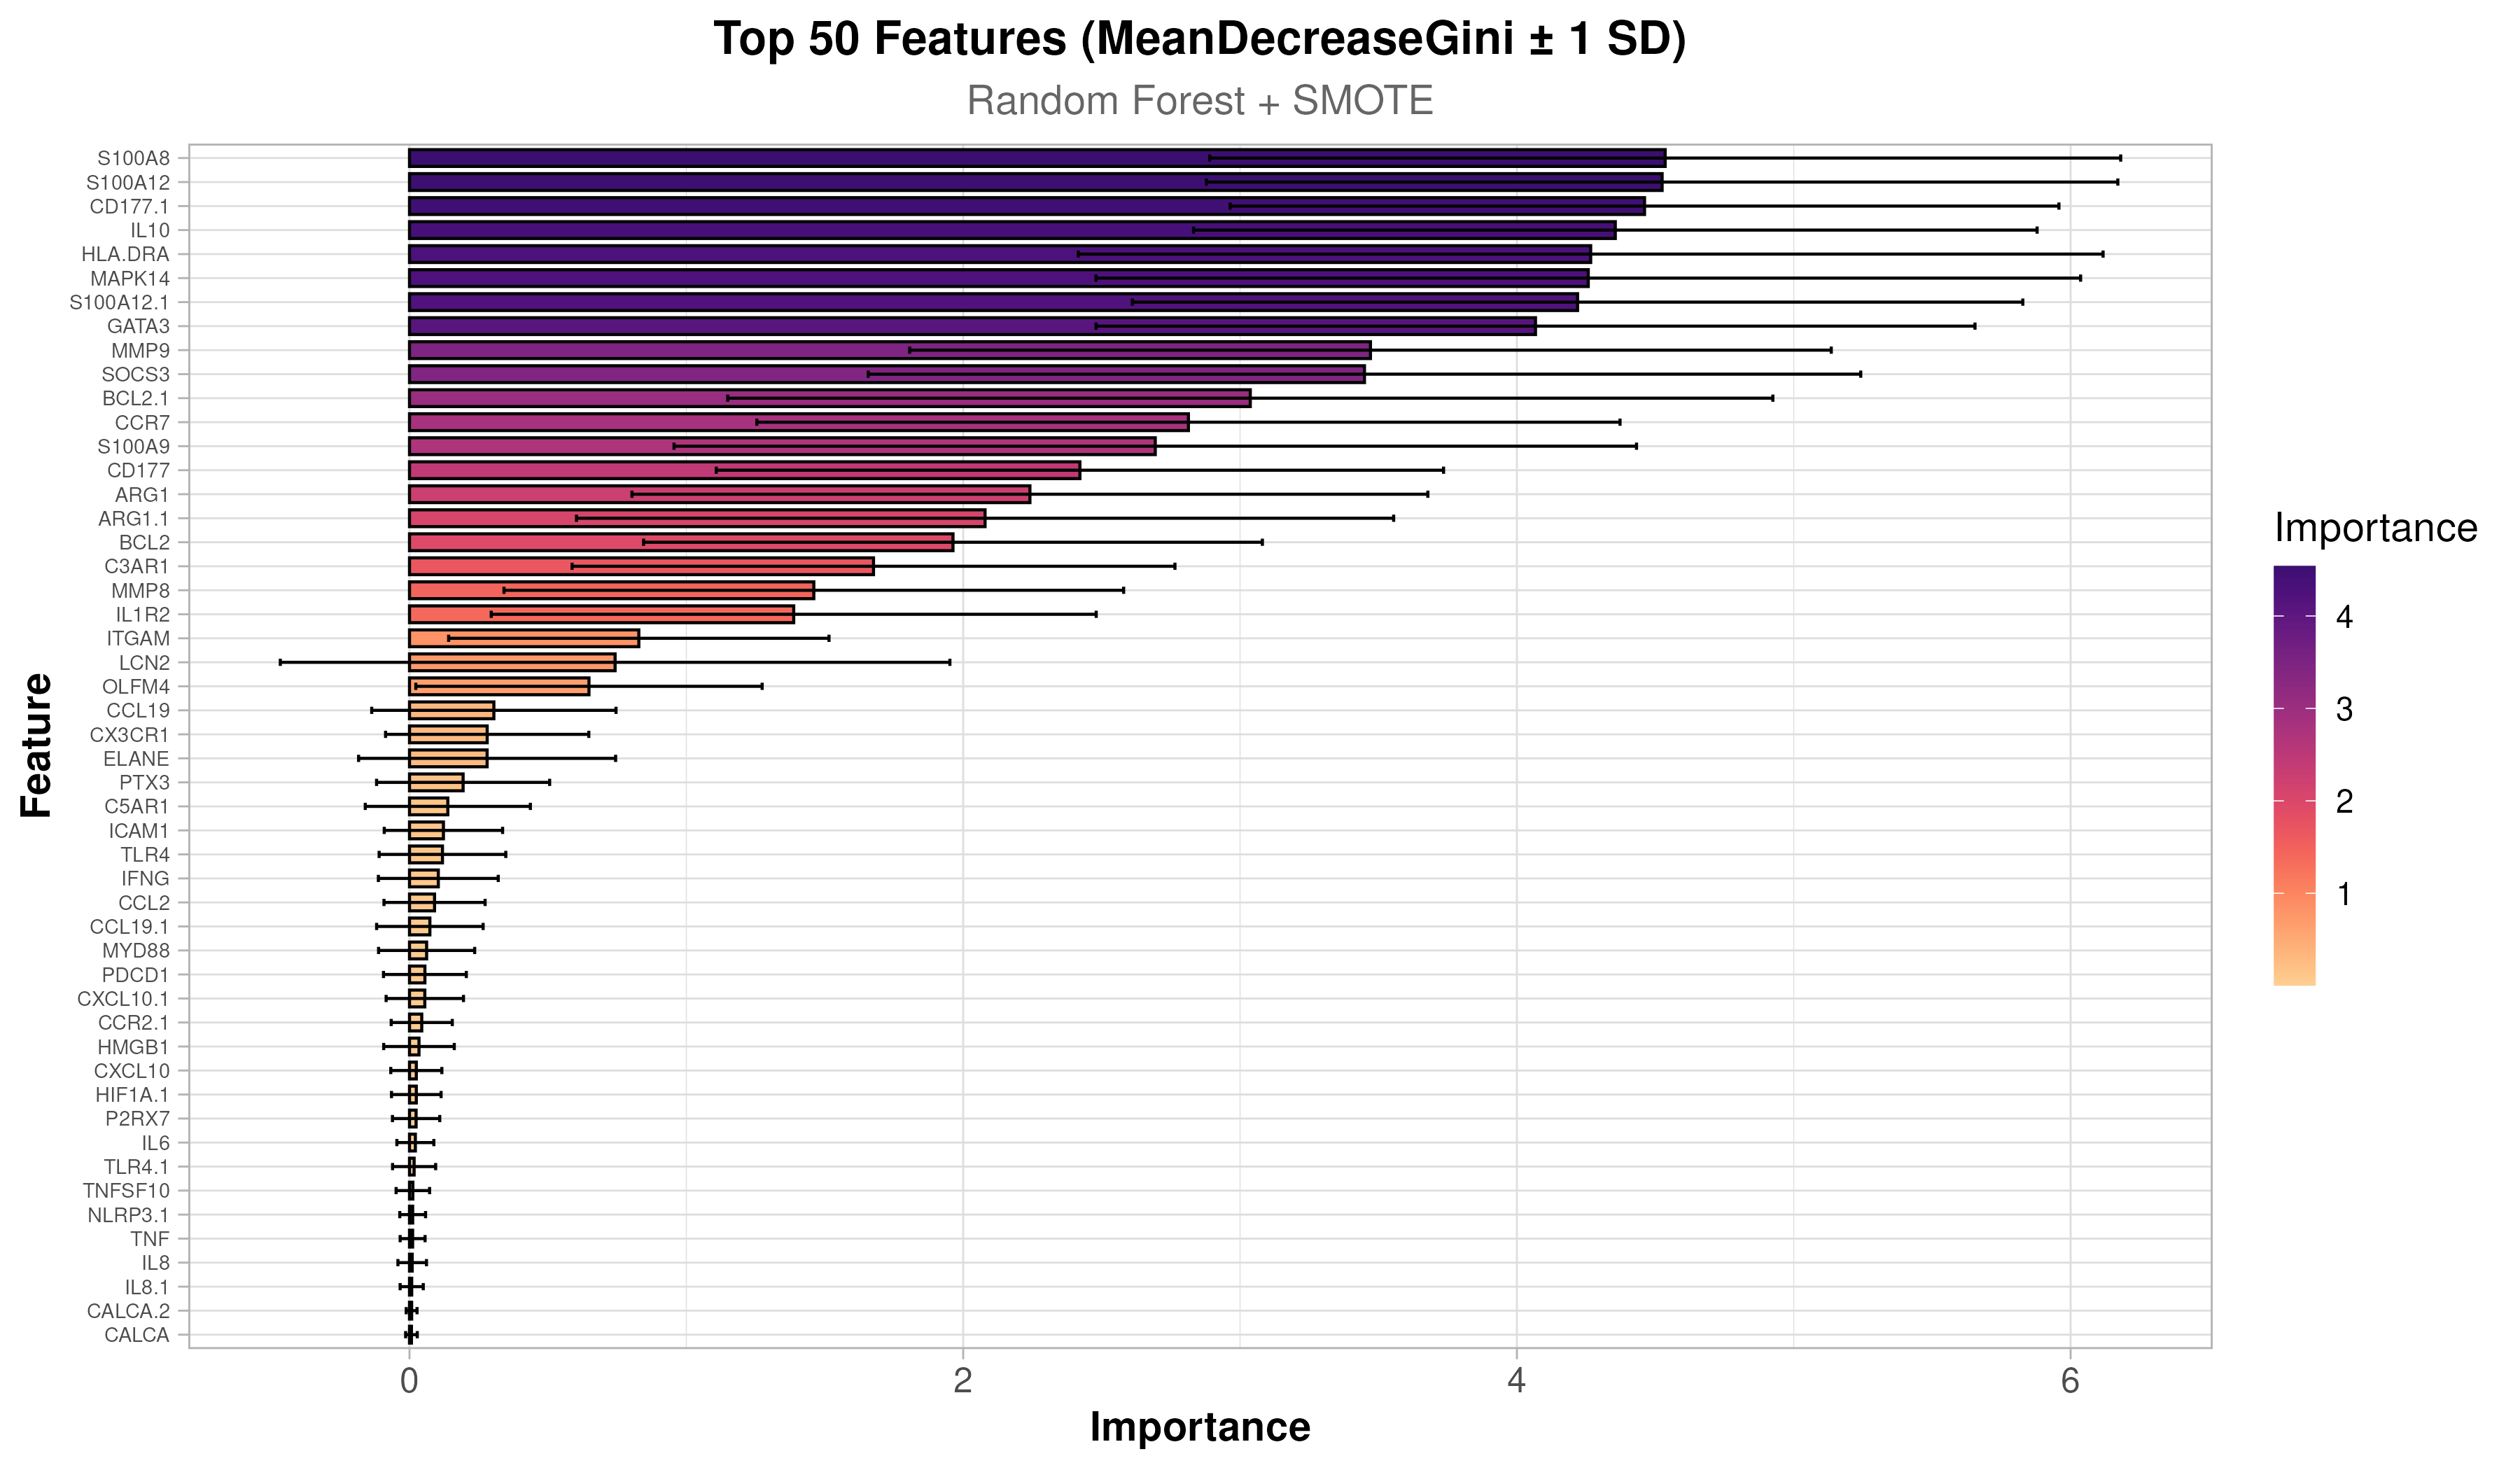 Top 50 Features (MeanDecreaseGini ± 1 SD)
Random Forest + SMOTE
Feature
S100A8
S100A12
CD177.1
IL10
HLA.DRA
MAPK14
S100A12.1
GATA3
MMP9
SOCS3
BCL2.1
CCR7
S100A9
CD177
ARG1
ARG1.1
BCL2
C3AR1
MMP8
IL1R2
ITGAM
LCN2
OLFM4
CCL19
CX3CR1
ELANE
PTX3
C5AR1
ICAM1
TLR4
IFNG
CCL2
CCL19.1
MYD88
PDCD1
CXCL10.1
CCR2.1
HMGB1
CXCL10
HIF1A.1
P2RX7
IL6
TLR4.1
TNFSF10
NLRP3.1
TNF
IL8
IL8.1
CALCA.2
CALCA
0 2 4 6
Importance
Importance
4
3
2
1